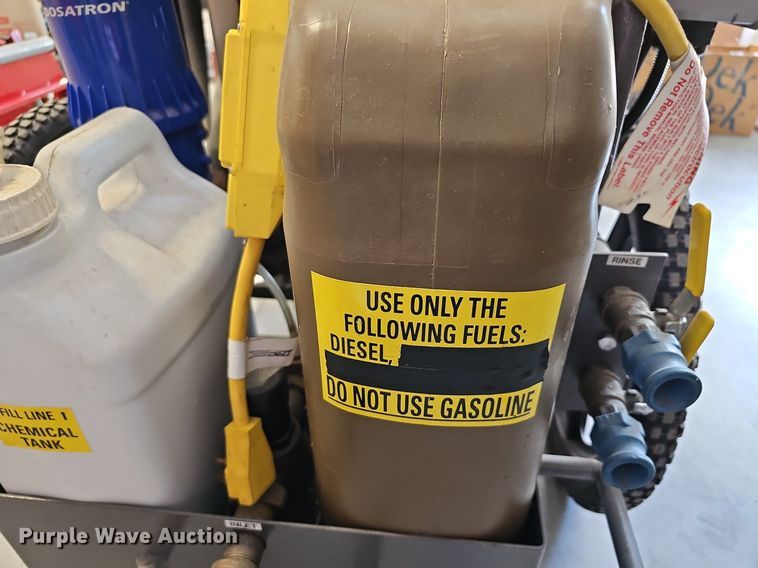 DOSATRON
Do Not Remove
This Label
RINSE
USE ONLY THE
FOLLOWING FUELS:
DIESEL,
DO NOT USE GASOLINE
FILL LINE 1
CHEMICAL
TANK
INLET
Purple Wave Auction